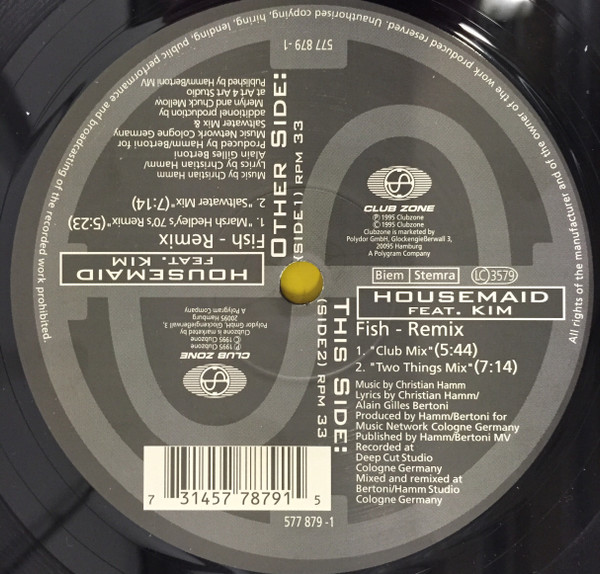 HOUSEMAID
FEAT. KIM
Fish - Remix
THIS SIDE:
(SIDE2) RPM 33
1. "Club Mix"(5:44)
2. "Two Things Mix"(7:14)
Music by Christian Hamm
Lyrics by Christian Hamm/
Alain Gilles Bertoni
Produced by Hamm/Bertoni for
Music Network Cologne Germany
Published by Hamm/Bertoni MV
Recorded at
Deep Cut Studio
Cologne Germany
Mixed and remixed at
Bertoni/Hamm Studio
Cologne Germany
Biem Stemra
LC 3579
CLUB ZONE
Ⓟ 1995 Clubzone
© 1995 Clubzone
Clubzone is marketed by
Polydor GmbH, Glockengießerwall 3,
20095 Hamburg
A Polygram Company
7 31457 78791 5
577 879 -1
HOUSEMAID
FEAT. KIM
Fish - Remix
OTHER SIDE:
(SIDE1) RPM 33
1. "Marsh Hedley's 70's Remix"(5:23)
2. "Saltwater Mix"(7:14)
Music by Christian Hamm
Lyrics by Christian Hamm/
Alain Gilles Bertoni
Produced by Hamm/Bertoni for
Music Network Cologne Germany
Saltwater Mix &
additional production by
Merlyn and Chuck Mellow
at Art 4 Art Studio
Published by Hamm/Bertoni MV
CLUB ZONE
Ⓟ 1995 Clubzone
© 1995 Clubzone
Clubzone is marketed by
Polydor GmbH, Glockengießerwall 3,
20095 Hamburg
A Polygram Company
577 879 -1
All rights of the manufacturer and of the owner of the work produced reserved. Unauthorised copying, hiring, lending, public performance and broadcasting of the recorded work prohibited.